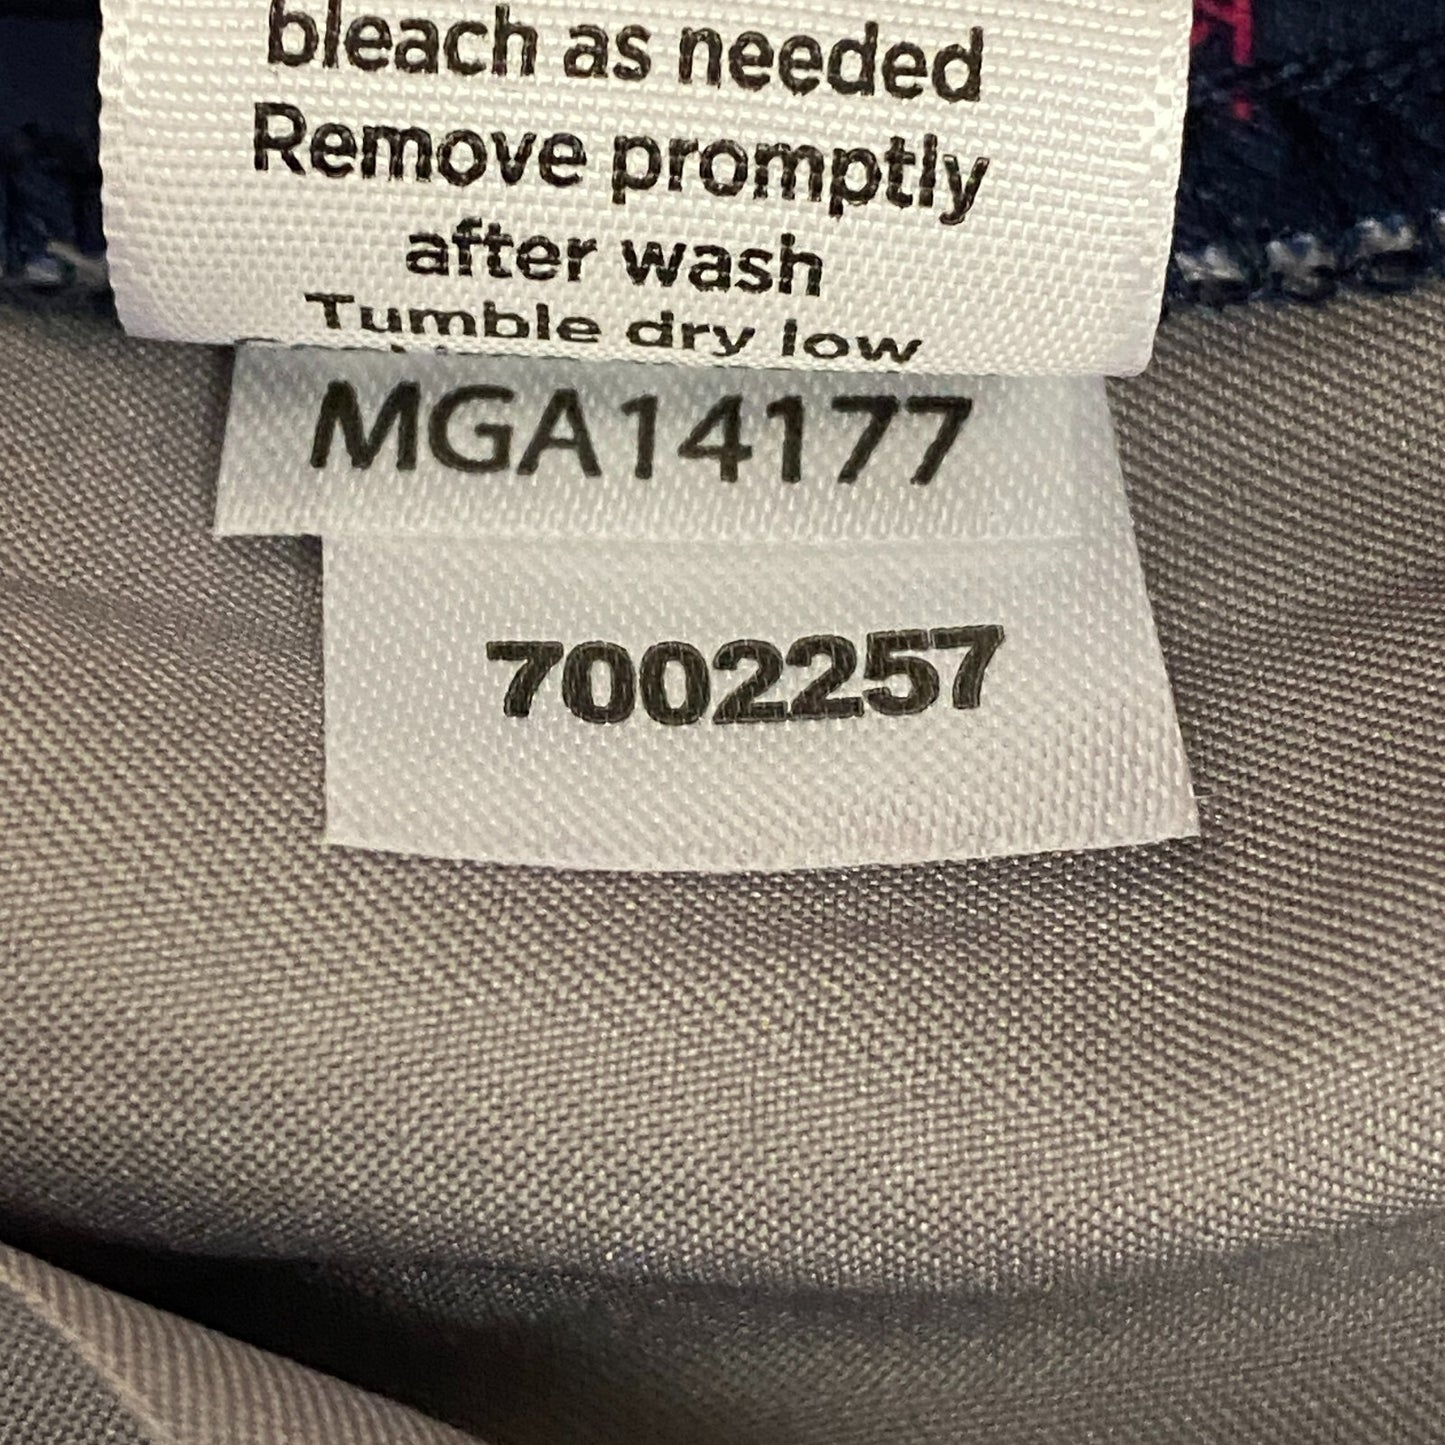 bleach as needed
Remove promptly
after wash
Tumble dry low
MGA14177
7002257